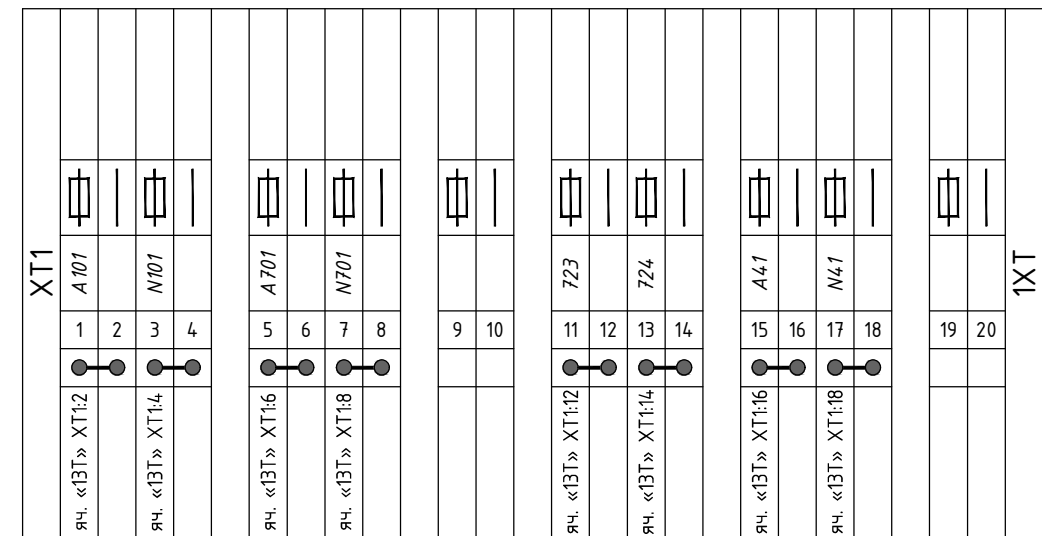 XT1
A101
N101
A701
N701
723
724
A41
N41
1XT
1 2 3 4 5 6 7 8 9 10 11 12 13 14 15 16 17 18 19 20
яч. «13Т» XT1:2
яч. «13Т» XT1:4
яч. «13Т» XT1:6
яч. «13Т» XT1:8
яч. «13Т» XT1:12
яч. «13Т» XT1:14
яч. «13Т» XT1:16
яч. «13Т» XT1:18